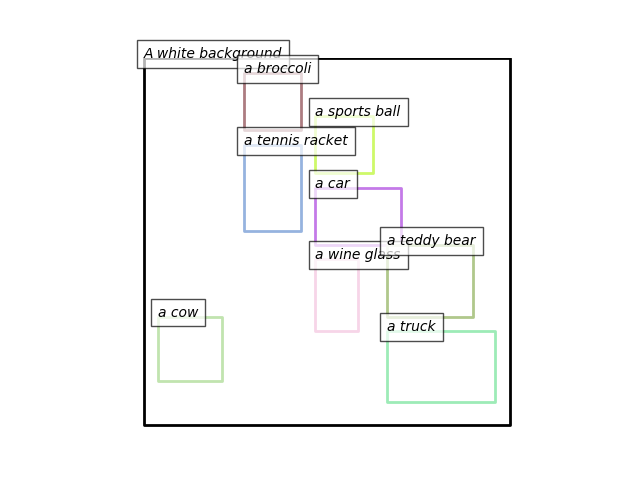 A white background
a broccoli
a sports ball
a tennis racket
a car
a teddy bear
a wine glass
a cow
a truck